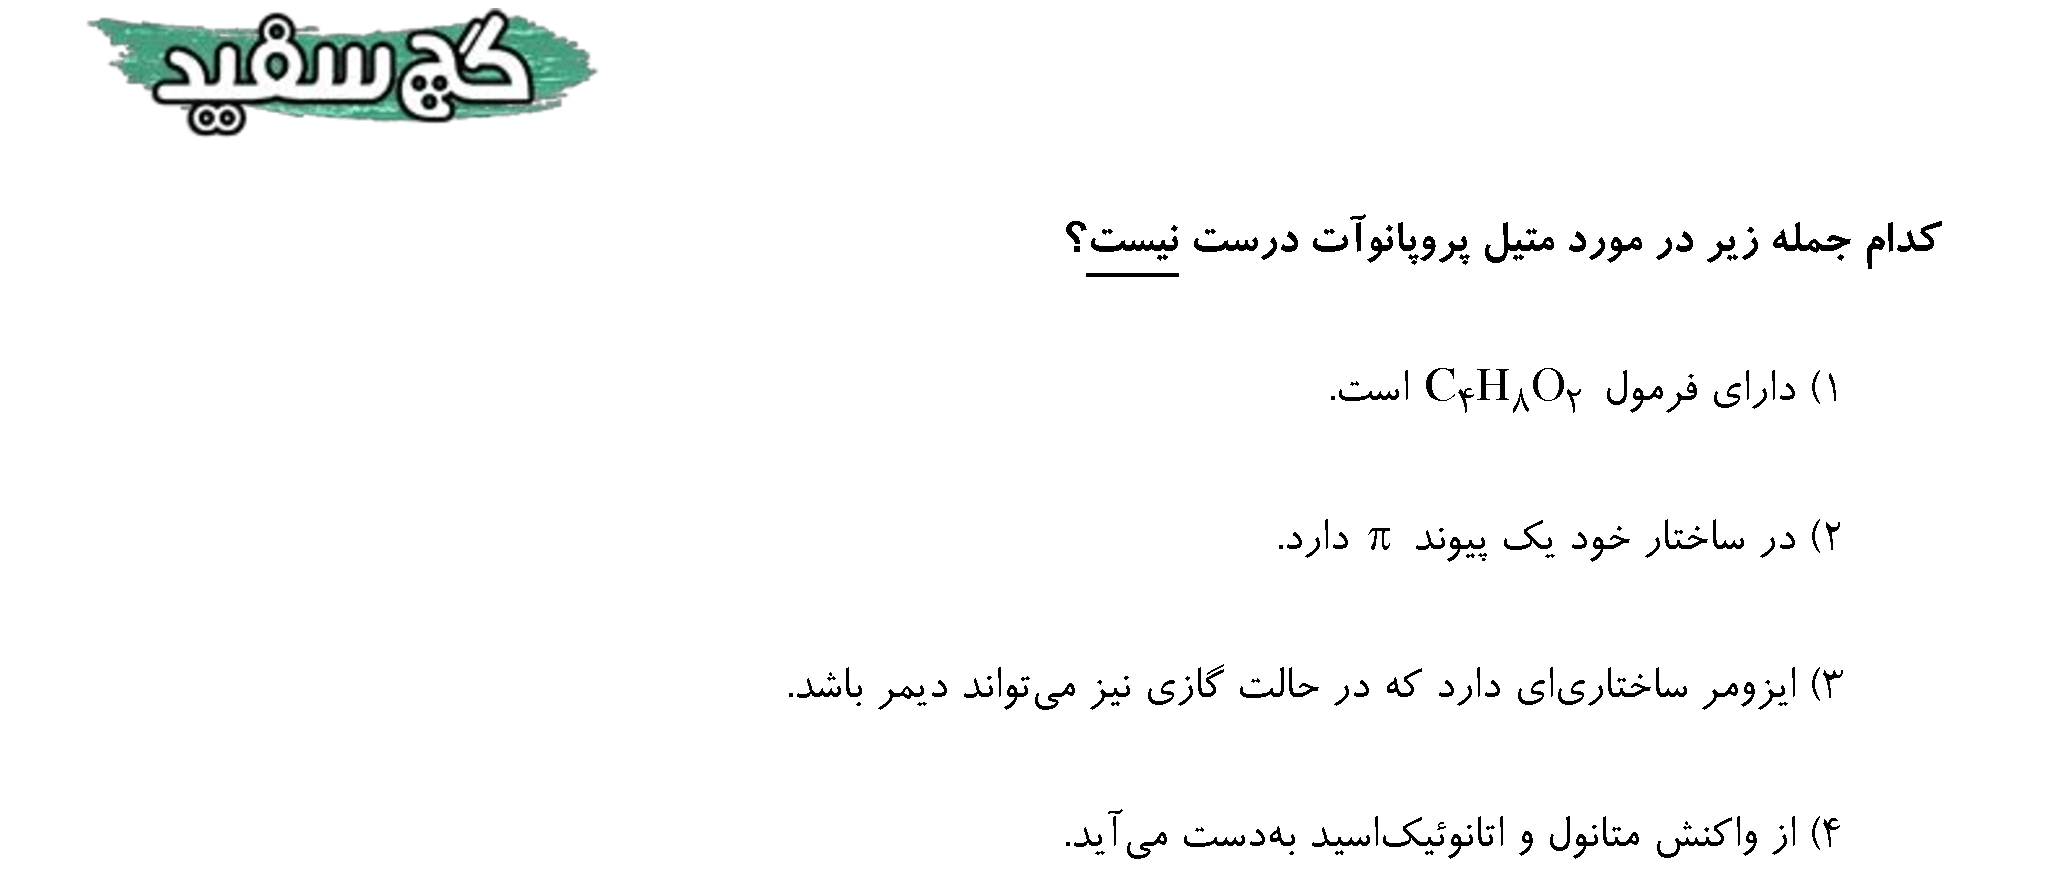 گچ سفید
کدام جمله زیر در مورد متیل پروپانوآت درست نیست؟
۱) دارای فرمول C۴H۸O۲ است.
۲) در ساختار خود یک پیوند π دارد.
۳) ایزومر ساختاری‌ای دارد که در حالت گازی نیز می‌تواند دیمر باشد.
۴) از واکنش متانول و اتانوئیک‌اسید به‌دست می‌آید.